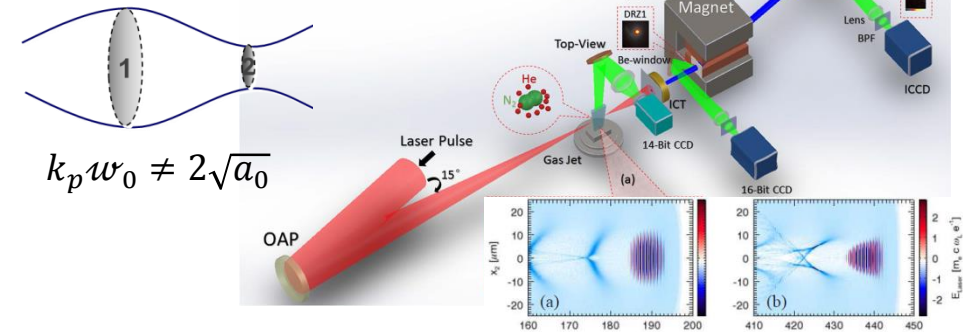 1
2
k_p w_0 ≠ 2√a_0
Magnet
DRZ1
Lens
BPF
ICCD
Top-View
Be-window
He
N₂
ICT
14-Bit CCD
Gas Jet
16-Bit CCD
(a)
Laser Pulse
15°
OAP
x₂ [μm]
20
10
0
-10
-20
(a)
160 170 180 190 200
20
10
0
-10
-20
(b)
410 420 430 440 450
2
1
0
-1
-2
E_Laser [m_e c ω_L e⁻¹]